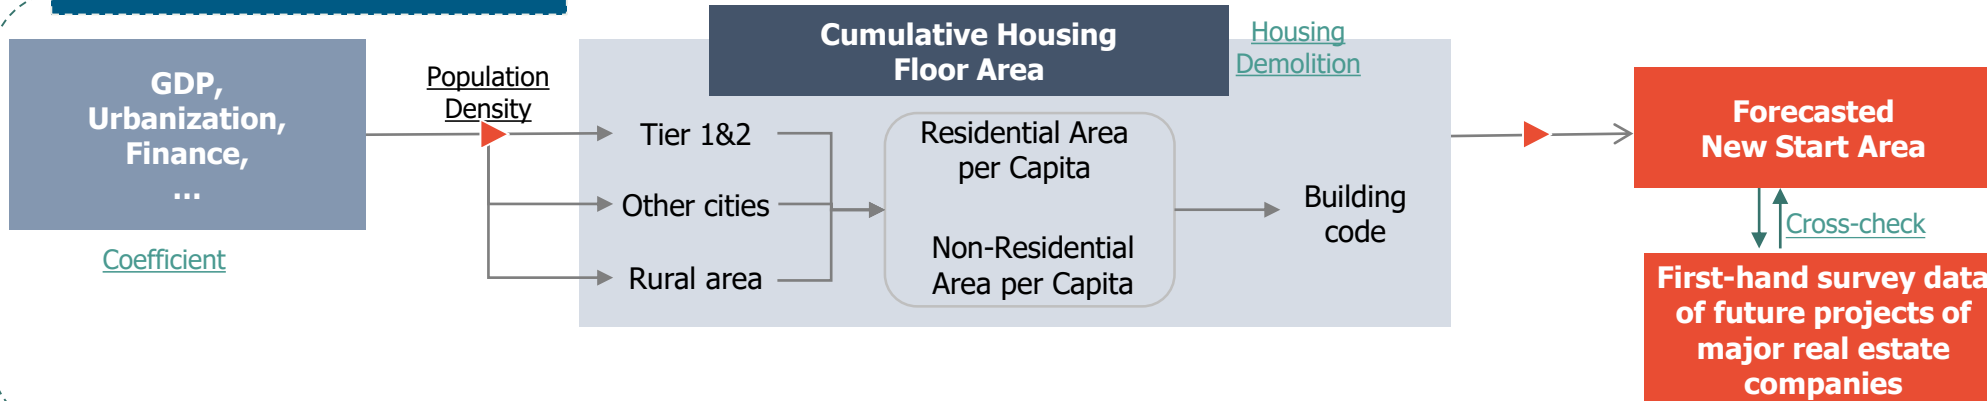 GDP,
Urbanization,
Finance,
...
Coefficient
Population
Density
Cumulative Housing
Floor Area
Housing
Demolition
Tier 1&2
Other cities
Rural area
Residential Area
per Capita
Non-Residential
Area per Capita
Building
code
Forecasted
New Start Area
Cross-check
First-hand survey data
of future projects of
major real estate
companies